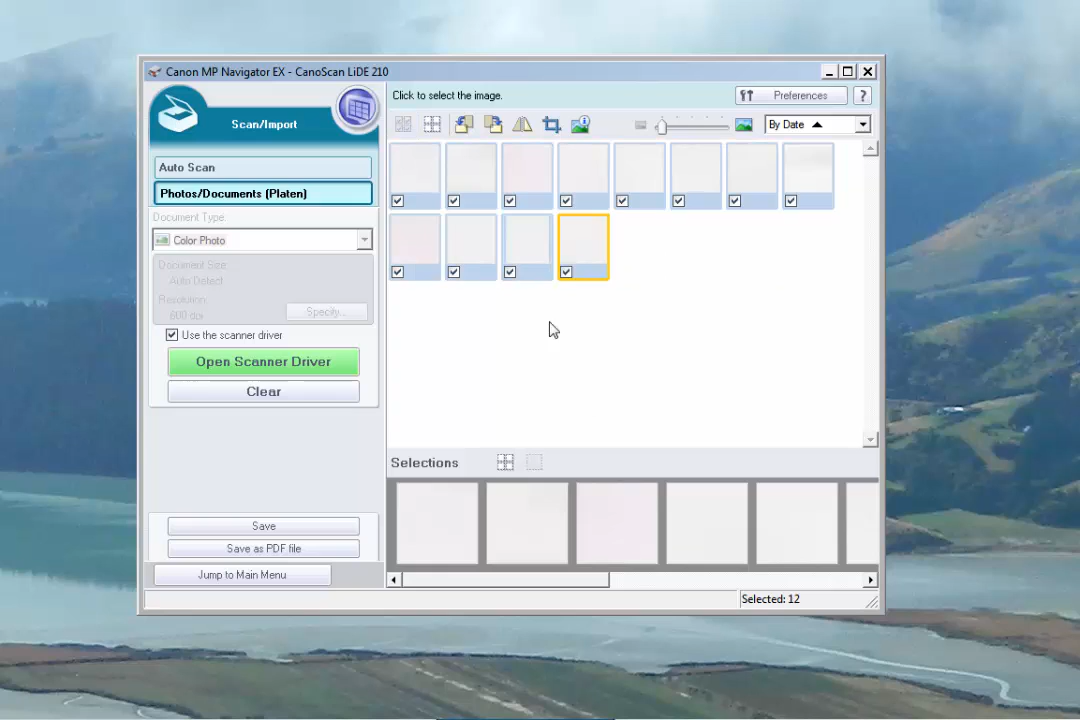 Canon MP Navigator EX - CanoScan LiDE 210
Scan/Import
Click to select the image.
Preferences
?
By Date
Auto Scan
Photos/Documents (Platen)
Document Type:
Color Photo
Document Size:
Auto Detect
Resolution:
600 dpi
Specify...
Use the scanner driver
Open Scanner Driver
Clear
Selections
Save
Save as PDF file
Jump to Main Menu
Selected: 12